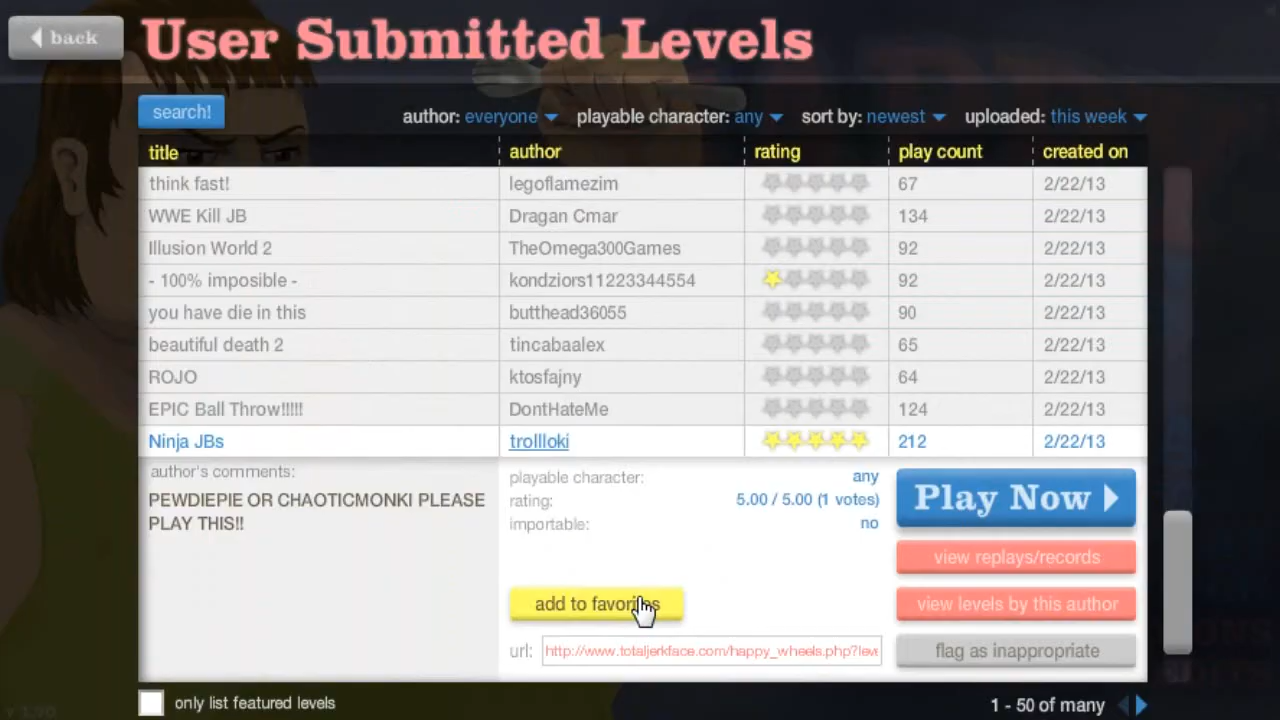 back
User Submitted Levels
search!
author: everyone playable character: any sort by: newest uploaded: this week
title author rating play count created on
think fast! legoflamezim 67 2/22/13
WWE Kill JB Dragan Cmar 134 2/22/13
Illusion World 2 TheOmega300Games 92 2/22/13
- 100% imposible - kondziors11223344554 92 2/22/13
you have die in this butthead36055 90 2/22/13
beautiful death 2 tincabaalex 65 2/22/13
ROJO ktosfajny 64 2/22/13
EPIC Ball Throw!!!!! DontHateMe 124 2/22/13
Ninja JBs trollloki 212 2/22/13
author's comments:
PEWDIEPIE OR CHAOTICMONKI PLEASE
PLAY THIS!!
playable character: any
rating: 5.00 / 5.00 (1 votes)
importable: no
add to favorites
url: http://www.totaljerkface.com/happy_wheels.php?leve
Play Now
view replays/records
view levels by this author
flag as inappropriate
only list featured levels
1 - 50 of many
v 1.90